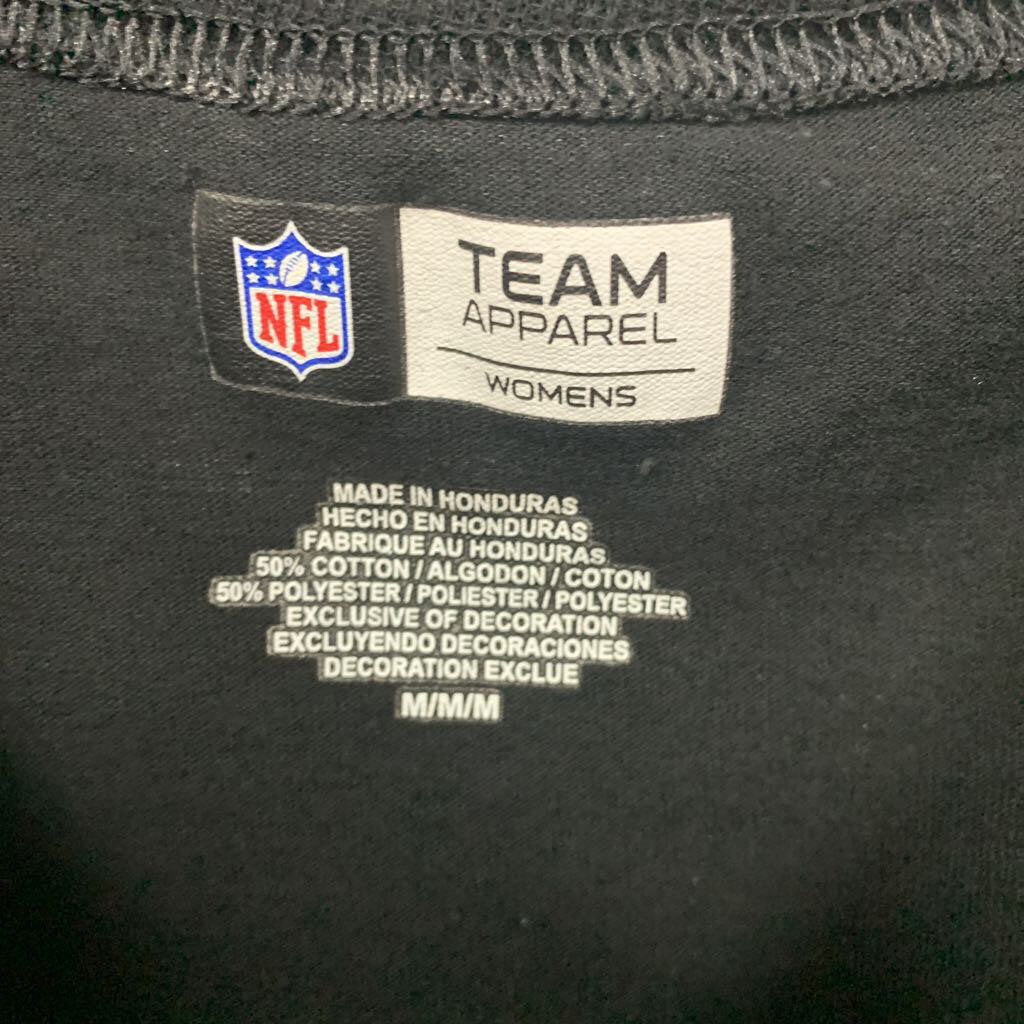 NFL
TEAM
APPAREL
WOMENS
MADE IN HONDURAS
HECHO EN HONDURAS
FABRIQUE AU HONDURAS
50% COTTON / ALGODON / COTON
50% POLYESTER / POLIESTER / POLYESTER
EXCLUSIVE OF DECORATION
EXCLUYENDO DECORACIONES
DECORATION EXCLUE
M/M/M